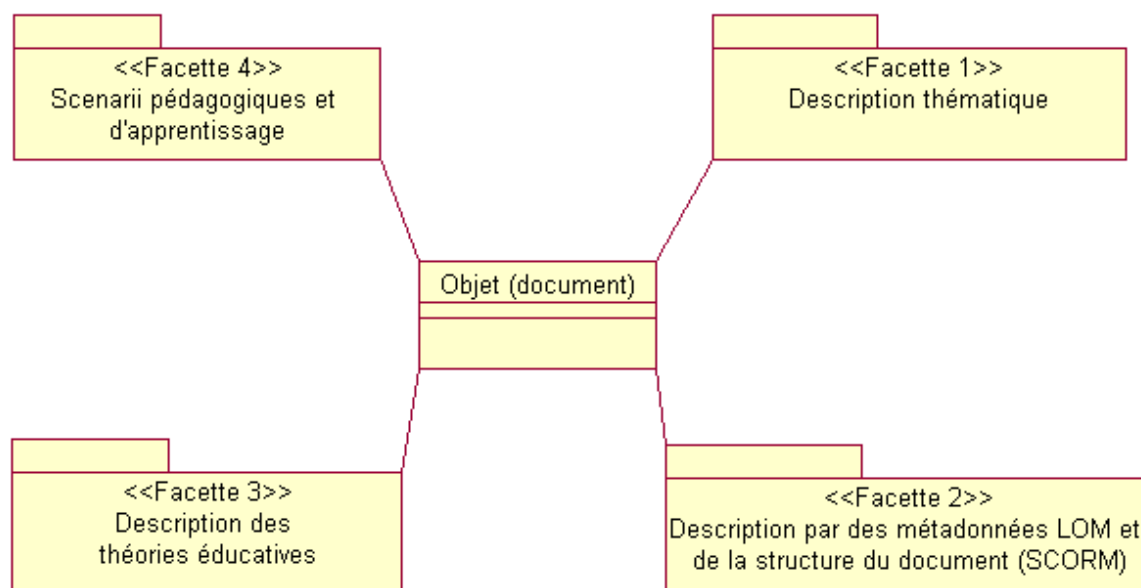 <<Facette 4>>
Scenarii pédagogiques et
d'apprentissage
<<Facette 1>>
Description thématique
Objet (document)
<<Facette 3>>
Description des
théories éducatives
<<Facette 2>>
Description par des métadonnées LOM et
de la structure du document (SCORM)